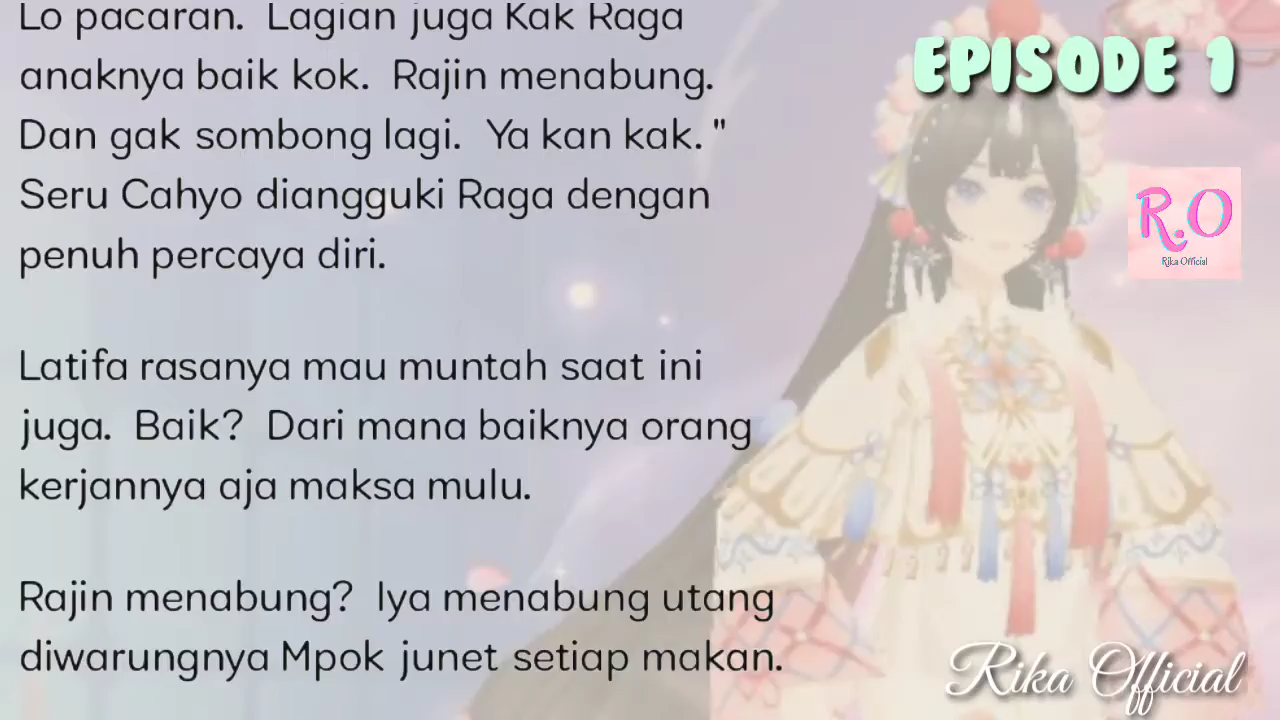 Lo pacaran.  Lagian juga Kak Raga
anaknya baik kok.  Rajin menabung.
Dan gak sombong lagi.  Ya kan kak. "
Seru Cahyo diangguki Raga dengan
penuh percaya diri.
Latifa rasanya mau muntah saat ini
juga.  Baik?  Dari mana baiknya orang
kerjannya aja maksa mulu.
Rajin menabung?  Iya menabung utang
diwarungnya Mpok junet setiap makan.
EPISODE 1
R.O
Rika Official
Rika Official